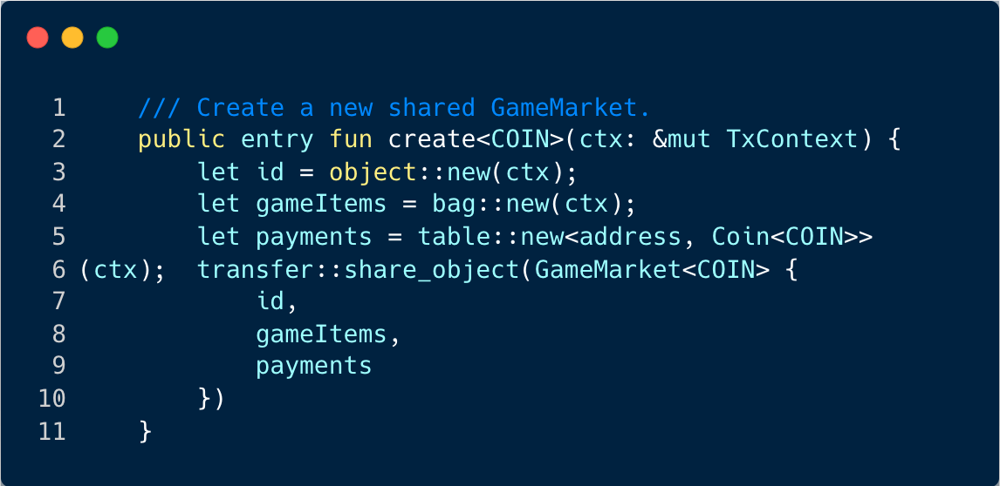 1     /// Create a new shared GameMarket.
2     public entry fun create<COIN>(ctx: &mut TxContext) {
3         let id = object::new(ctx);
4         let gameItems = bag::new(ctx);
5         let payments = table::new<address, Coin<COIN>>
6 (ctx);  transfer::share_object(GameMarket<COIN> {
7             id,
8             gameItems,
9             payments
10        })
11    }